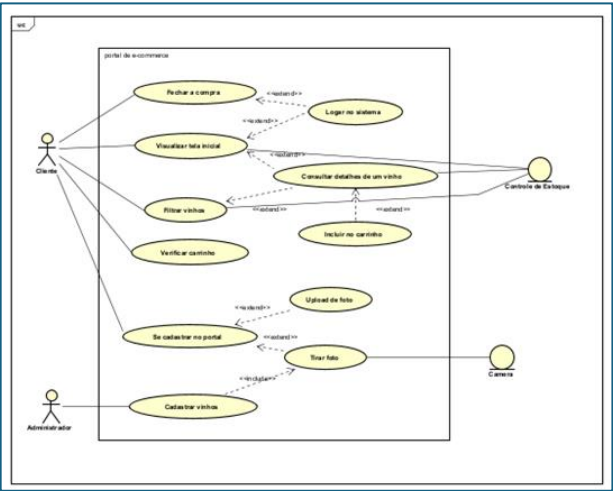 uc
portal de e-commerce
Fechar a compra
<<extend>>
Logar no sistema
<<extend>>
Visualizar tela inicial
<<extend>>
Consultar detalhes de um vinho
Cliente
Controle de Estoque
Filtrar vinhos
<<extend>>
<<extend>>
Incluir no carrinho
Verificar carrinho
Upload de foto
<<extend>>
Se cadastrar no portal
<<extend>>
Tirar foto
Camera
<<include>>
Cadastrar vinhos
Administrador